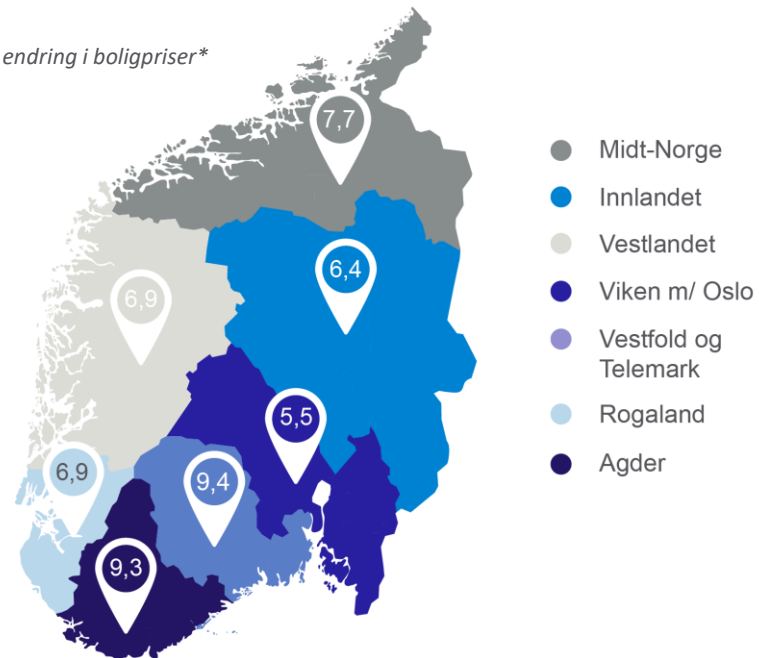 endring i boligpriser*
7,7
6,4
6,9
5,5
6,9
9,4
9,3
Midt-Norge
Innlandet
Vestlandet
Viken m/ Oslo
Vestfold og
Telemark
Rogaland
Agder